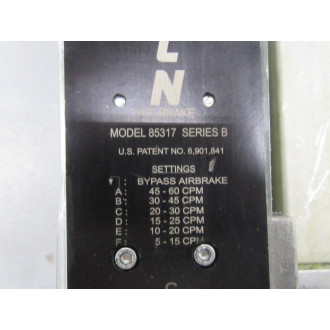 L
N
AIRBRAKE
MODEL 85317 SERIES B
U.S. PATENT NO. 6,901,841
SETTINGS
: BYPASS AIRBRAKE
A : 45 - 60 CPM
B : 30 - 45 CPM
C : 20 - 30 CPM
D : 15 - 25 CPM
E : 10 - 20 CPM
F : 5 - 15 CPM